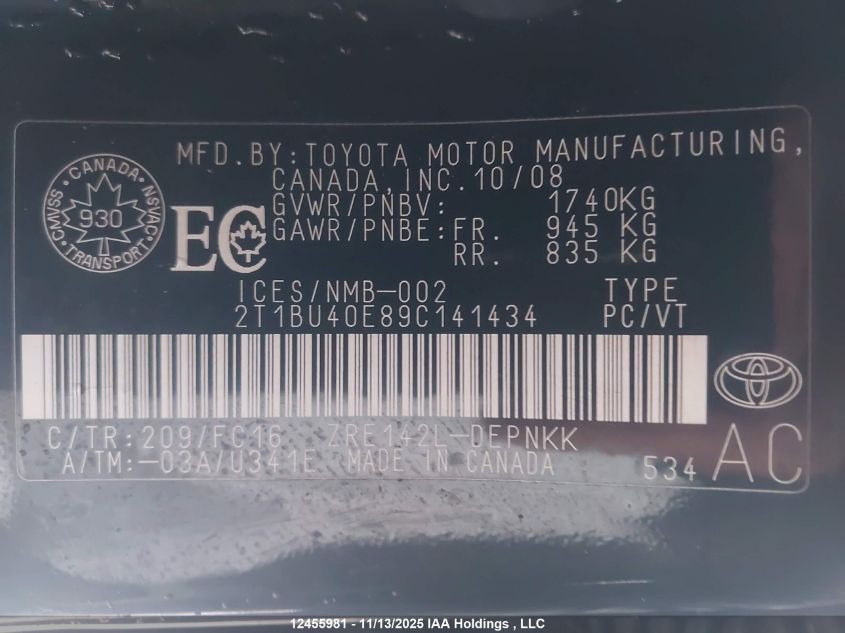 MFD.BY:TOYOTA MOTOR MANUFACTURING,
CANADA,INC.10/08
GVWR/PNBV: 1740KG
GAWR/PNBE:FR. 945 KG
RR. 835 KG
CANADA · NSVAC · TRANSPORT · CMVSS ·
930
EC
ICES/NMB-002 TYPE
2T1BU40E89C141434 PC/VT
C/TR:209/FC16 ZRE142L-DEPNKK
A/TM:-03A/U341E MADE IN CANADA 534 AC
12455981 - 11/13/2025 IAA Holdings , LLC